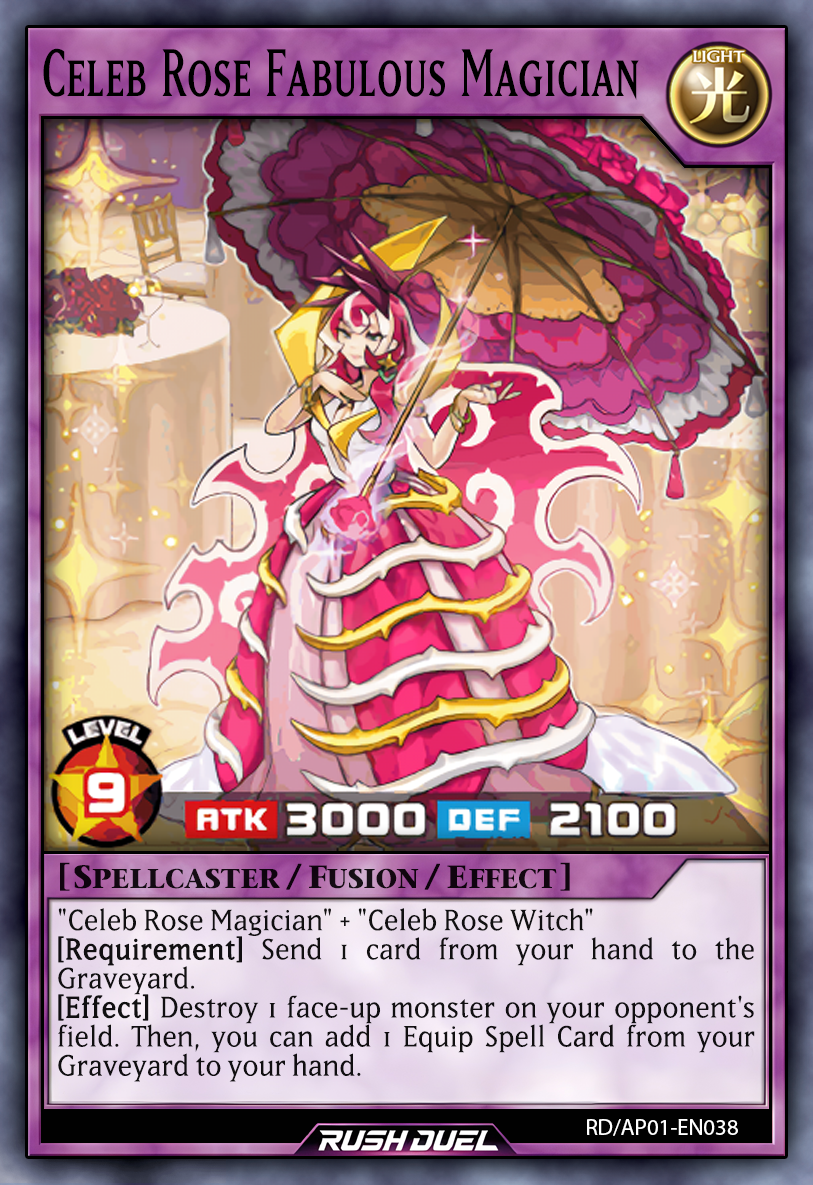 Celeb Rose Fabulous Magician
LIGHT
光
LEVEL
9
ATK 3000 DEF 2100
[Spellcaster / Fusion / Effect]
"Celeb Rose Magician" + "Celeb Rose Witch"
[Requirement] Send 1 card from your hand to the
Graveyard.
[Effect] Destroy 1 face-up monster on your opponent's
field. Then, you can add 1 Equip Spell Card from your
Graveyard to your hand.
RD/AP01-EN038
RUSH DUEL